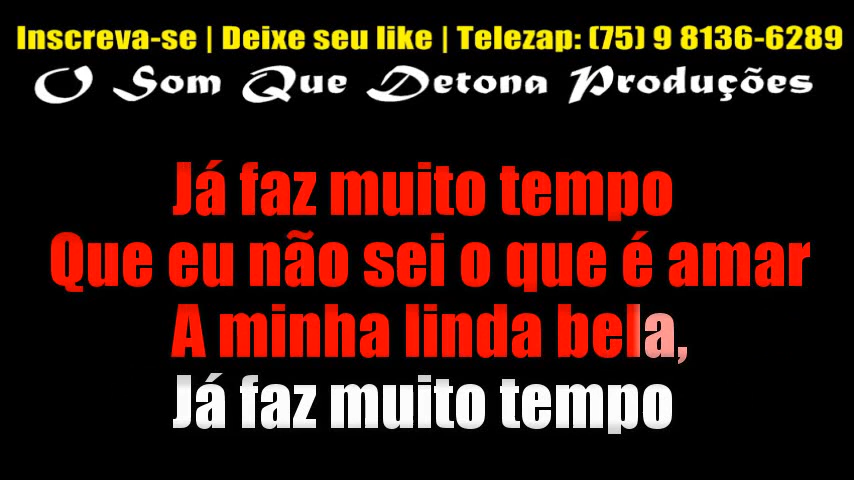 Inscreva-se | Deixe seu like | Telezap: (75) 9 8136-6289
O Som Que Detona Produções
Já faz muito tempo
Que eu não sei o que é amar
A minha linda bela,
Já faz muito tempo